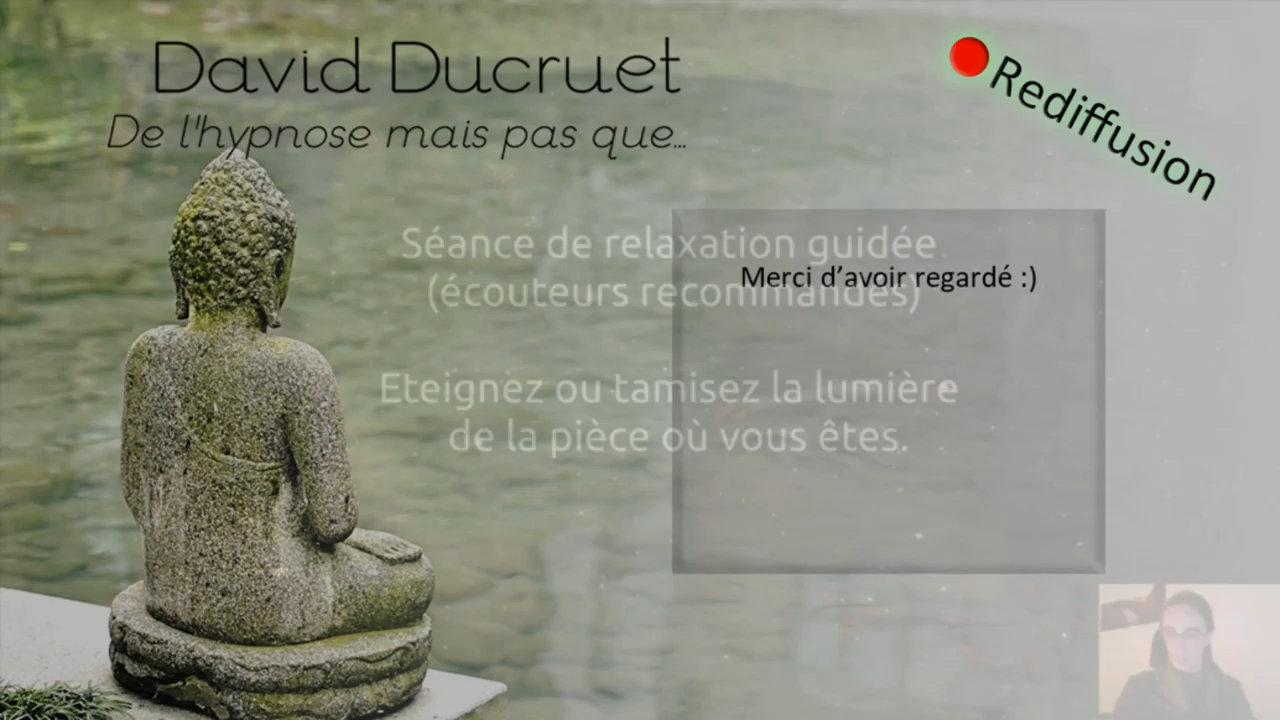 David Ducruet
De l'hypnose mais pas que...
Rediffusion
Séance de relaxation guidée
(écouteurs recommandés)
Merci d’avoir regardé :)
Eteignez ou tamisez la lumière
de la pièce où vous êtes.